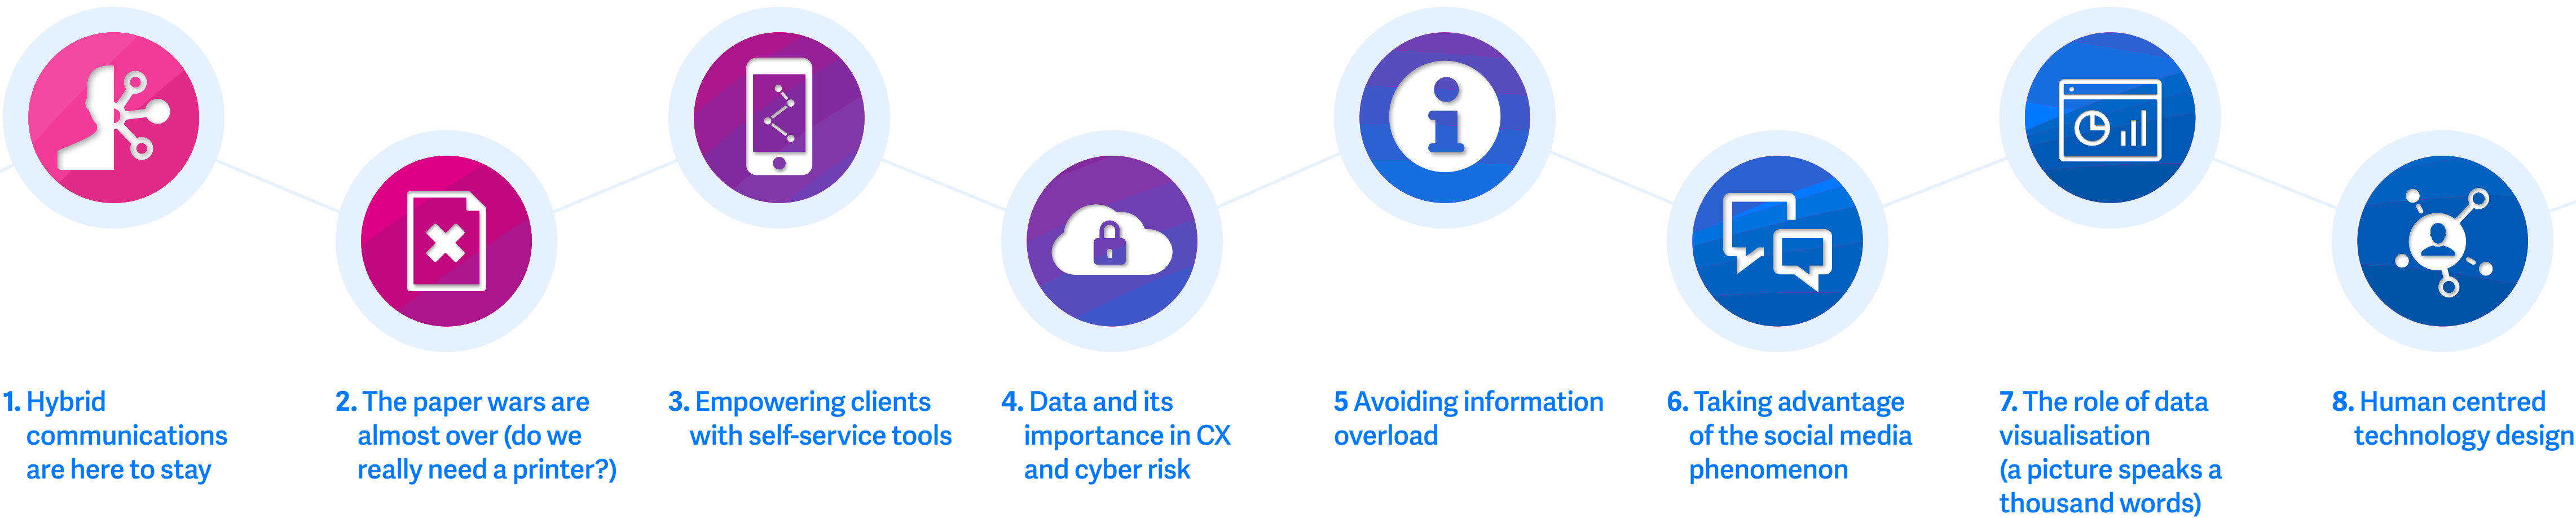 1. Hybrid
communications
are here to stay
2. The paper wars are
almost over (do we
really need a printer?)
3. Empowering clients
with self-service tools
4. Data and its
importance in CX
and cyber risk
5 Avoiding information
overload
6. Taking advantage
of the social media
phenomenon
7. The role of data
visualisation
(a picture speaks a
thousand words)
8. Human centred
technology design